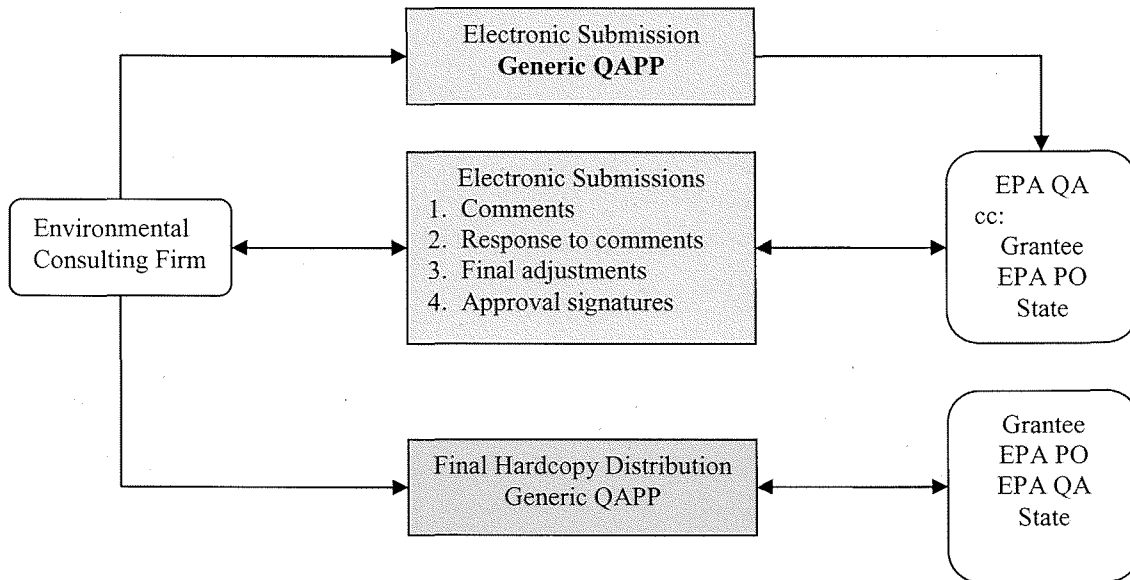 Electronic Submission
Generic QAPP
Environmental
Consulting Firm
Electronic Submissions
1. Comments
2. Response to comments
3. Final adjustments
4. Approval signatures
EPA QA
cc:
Grantee
EPA PO
State
Final Hardcopy Distribution
Generic QAPP
Grantee
EPA PO
EPA QA
State